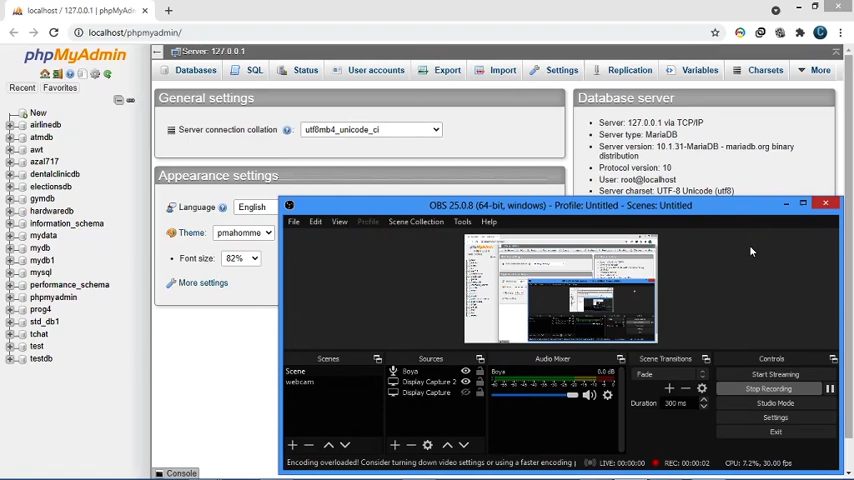 localhost / 127.0.0.1 | phpMyAd
localhost/phpmyadmin/
phpMyAdmin
Recent
Favorites
New
airlinedb
atmdb
awt
azal717
dentalclinicdb
electionsdb
gymdb
hardwaredb
information_schema
mydata
mydb
mydb1
mysql
performance_schema
phpmyadmin
prog4
std_db1
tchat
test
testdb
Server: 127.0.0.1
Databases
SQL
Status
User accounts
Export
Import
Settings
Replication
Variables
Charsets
More
General settings
Server connection collation
utf8mb4_unicode_ci
Appearance settings
Language
English
Theme:
pmahomme
Font size:
82%
More settings
Console
Database server
Server: 127.0.0.1 via TCP/IP
Server type: MariaDB
Server version: 10.1.31-MariaDB - mariadb.org binary
distribution
Protocol version: 10
User: root@localhost
Server charset: UTF-8 Unicode (utf8)
OBS 25.0.8 (64-bit, windows) - Profile: Untitled - Scenes: Untitled
File
Edit
View
Profile
Scene Collection
Tools
Help
Scenes
Scene
webcam
Sources
Boya
Display Capture 2
Display Capture
Audio Mixer
Boya
0.0 dB
Scene Transitions
Fade
Duration
300 ms
Controls
Start Streaming
Stop Recording
Studio Mode
Settings
Exit
Encoding overloaded! Consider turning down video settings or using a faster encoding
LIVE: 00:00:00
REC: 00:00:02
CPU: 7.2%, 30.00 fps